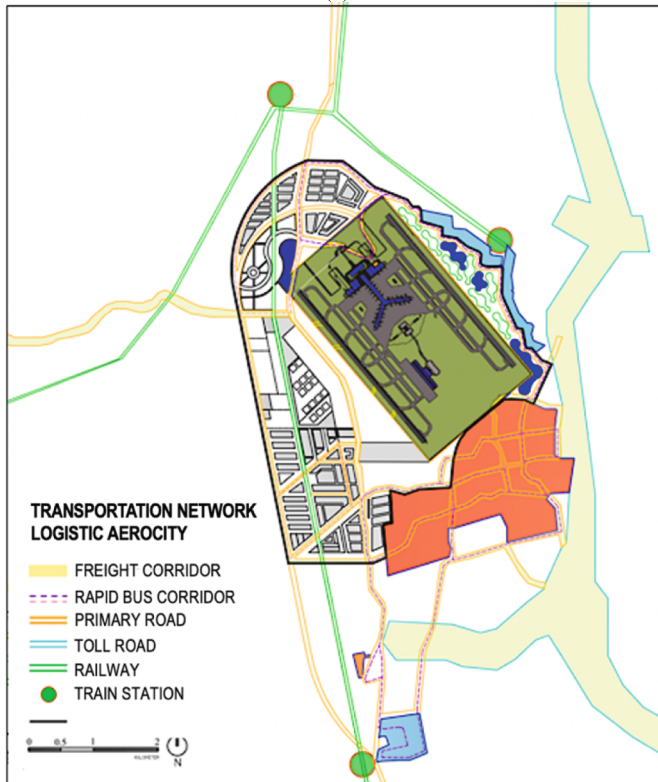 TRANSPORTATION NETWORK
LOGISTIC AEROCITY
FREIGHT CORRIDOR
RAPID BUS CORRIDOR
PRIMARY ROAD
TOLL ROAD
RAILWAY
TRAIN STATION
0 0.5 1 2
KILOMETER
N